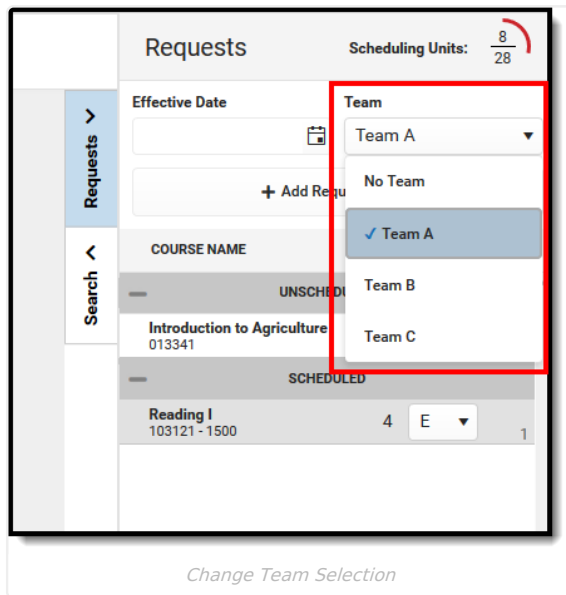 Requests
Scheduling Units:
8
28
Requests
Search
Effective Date
Team
Team A
+ Add Requ
No Team
✓ Team A
Team B
Team C
COURSE NAME
UNSCHEDU
Introduction to Agriculture
013341
SCHEDULED
Reading I
4
E
103121 - 1500
1
Change Team Selection